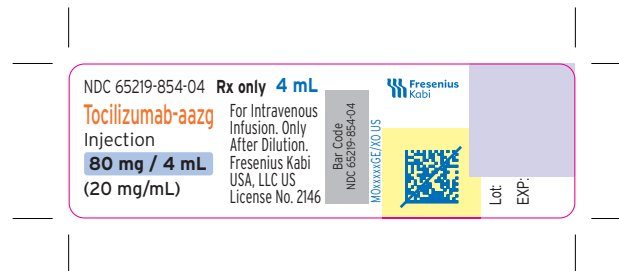 NDC 65219-854-04 Rx only 4 mL
Tocilizumab-aazg
Injection
80 mg / 4 mL
(20 mg/mL)
For Intravenous
Infusion. Only
After Dilution.
Fresenius Kabi
USA, LLC US
License No. 2146
Bar Code
NDC 65219-854-04
MOxxxxxGE/X0 US
Fresenius
Kabi
Lot:
EXP: